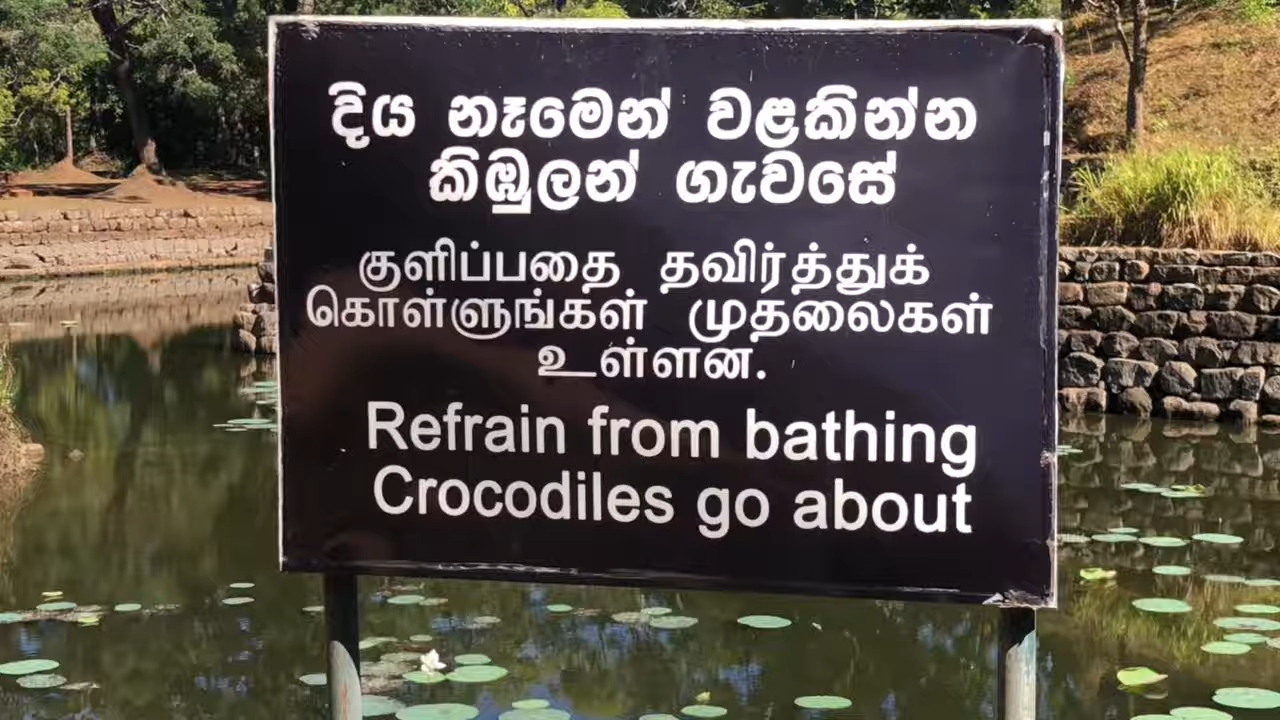 දිය නෑමෙන් වළකින්න
කිඹුලන් ගැවසේ
குளிப்பதை தவிர்த்துக்
கொள்ளுங்கள் முதலைகள்
உள்ளன.
Refrain from bathing
Crocodiles go about